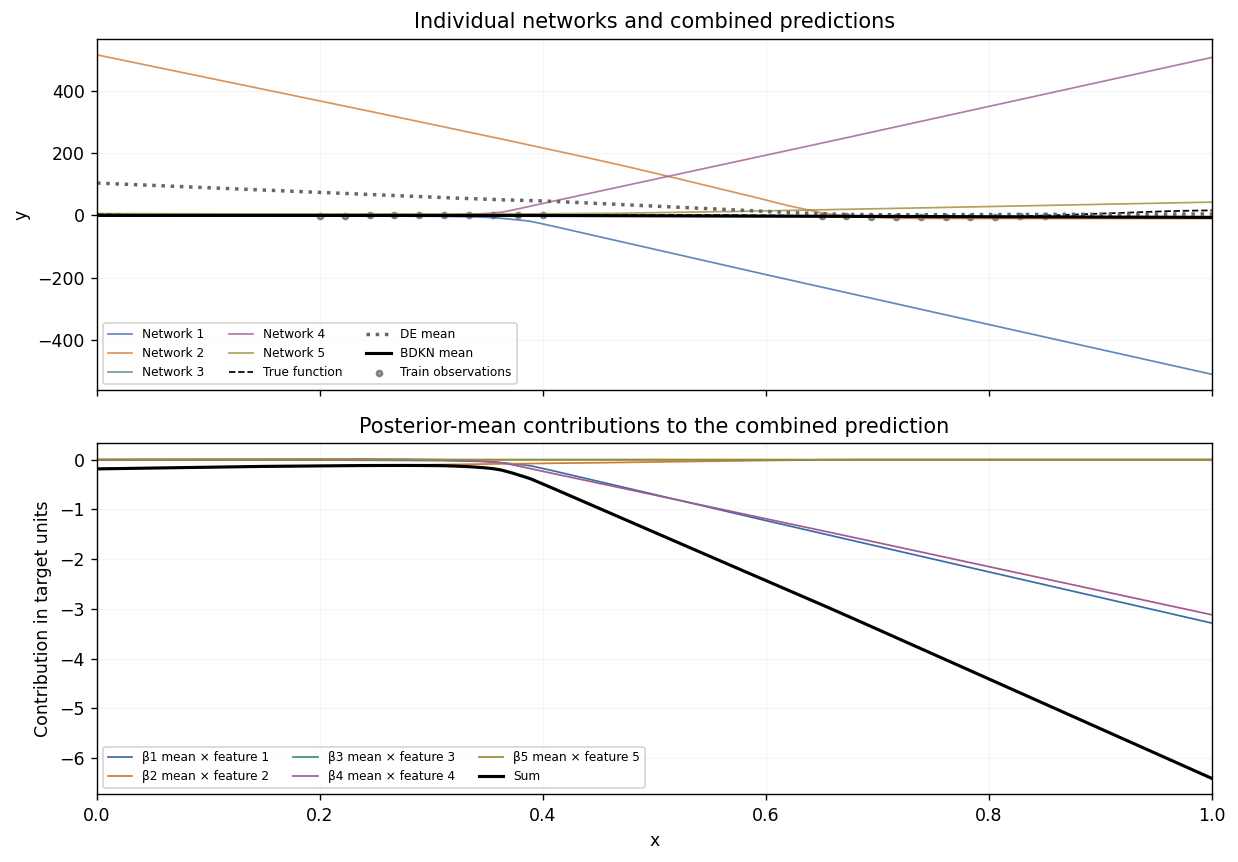 Individual networks and combined predictions
400
200
0
−200
−400
y
Network 1 Network 4 DE mean
Network 2 Network 5 BDKN mean
Network 3 True function Train observations
Posterior-mean contributions to the combined prediction
0
−1
−2
−3
−4
−5
−6
Contribution in target units
β1 mean × feature 1 β3 mean × feature 3 β5 mean × feature 5
β2 mean × feature 2 β4 mean × feature 4 Sum
0.0 0.2 0.4 0.6 0.8 1.0
x